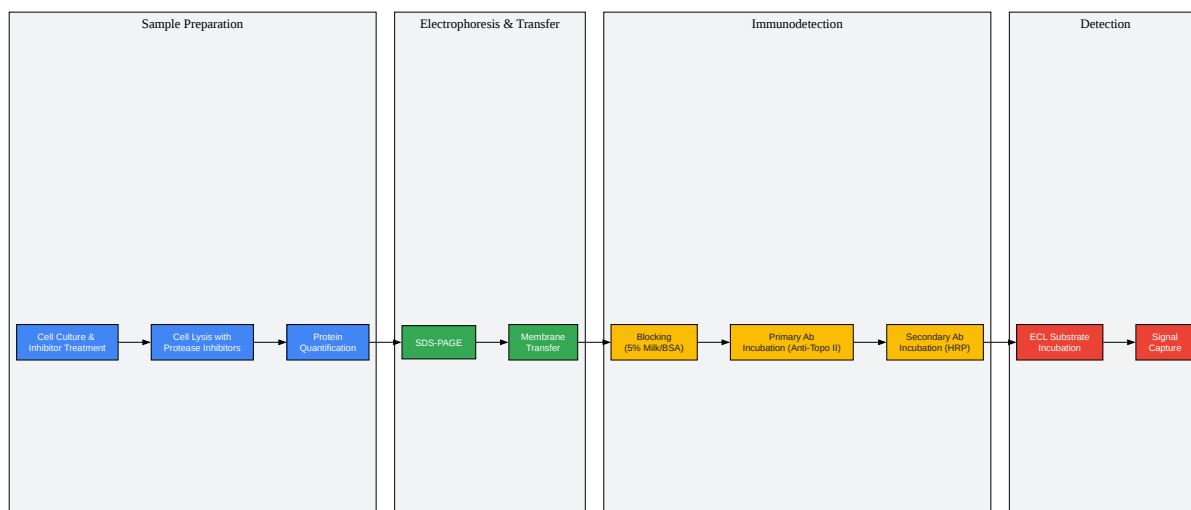 Sample Preparation
Electrophoresis & Transfer
Immunodetection
Detection
Cell Culture &
Inhibitor Treatment
Cell Lysis with
Protease Inhibitors
Protein
Quantification
SDS-PAGE
Membrane
Transfer
Blocking
(5% Milk/BSA)
Primary Ab
Incubation (Anti-Topo II)
Secondary Ab
Incubation (HRP)
ECL Substrate
Incubation
Signal
Capture